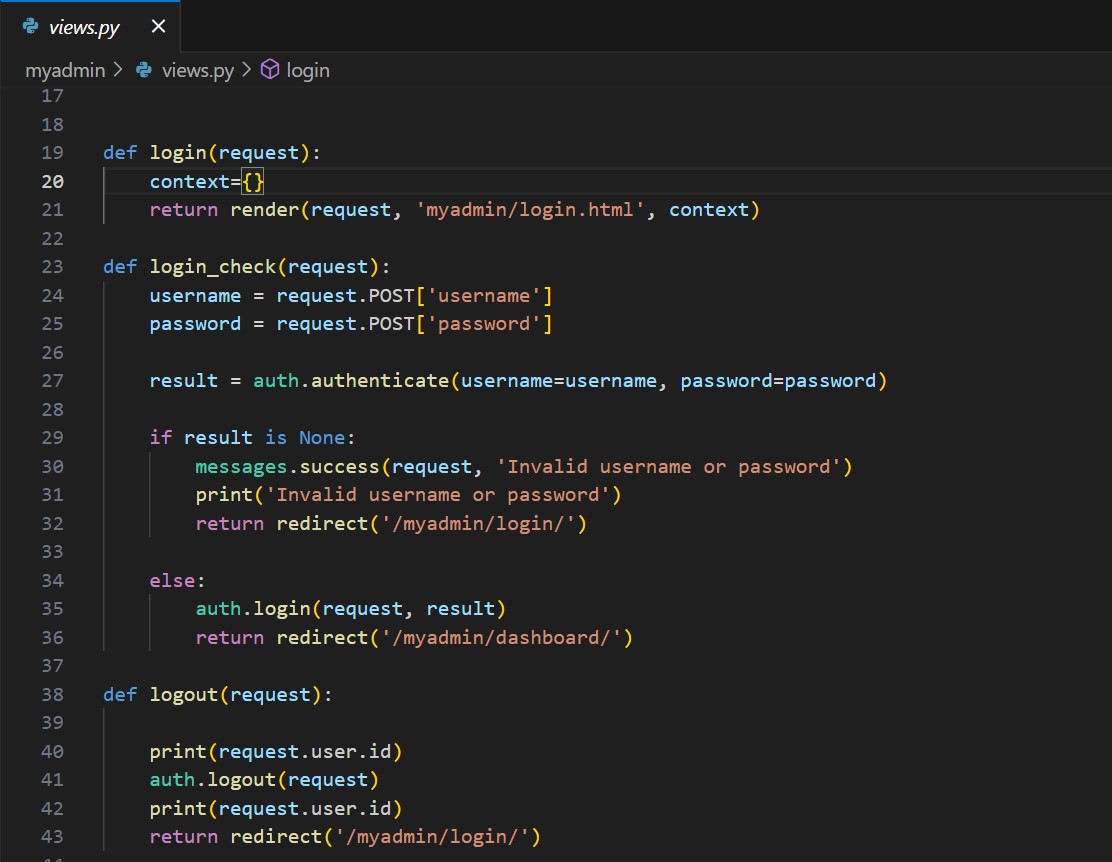 views.py
myadmin > views.py > login
17
18
19 def login(request):
20     context={}
21     return render(request, 'myadmin/login.html', context)
22
23 def login_check(request):
24     username = request.POST['username']
25     password = request.POST['password']
26
27     result = auth.authenticate(username=username, password=password)
28
29     if result is None:
30         messages.success(request, 'Invalid username or password')
31         print('Invalid username or password')
32         return redirect('/myadmin/login/')
33
34     else:
35         auth.login(request, result)
36         return redirect('/myadmin/dashboard/')
37
38 def logout(request):
39
40     print(request.user.id)
41     auth.logout(request)
42     print(request.user.id)
43     return redirect('/myadmin/login/')